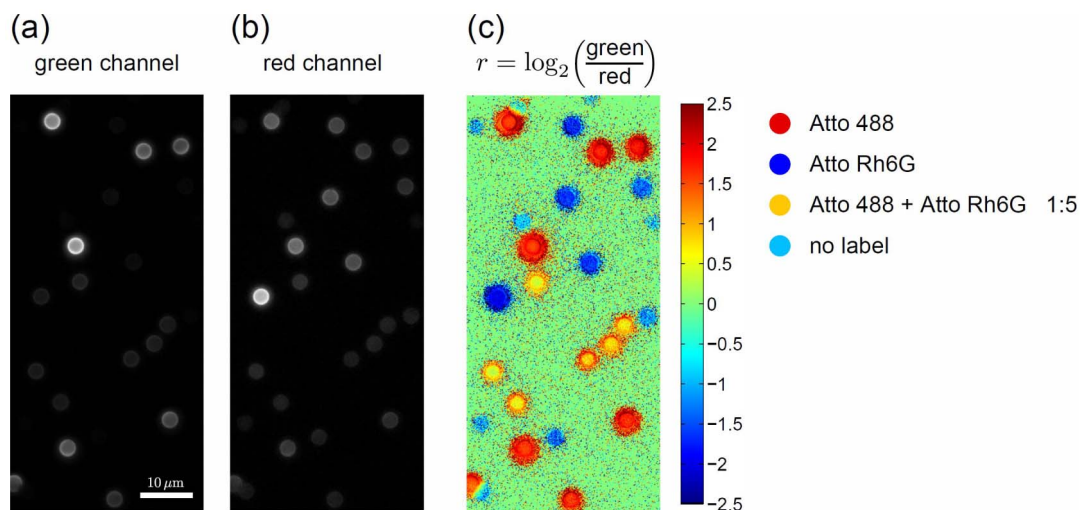 (a)
green channel
(b)
red channel
(c)
r = log₂(green/red)
10 μm
2.5
2
1.5
1
0.5
0
−0.5
−1
−1.5
−2
−2.5
Atto 488
Atto Rh6G
Atto 488 + Atto Rh6G 1:5
no label